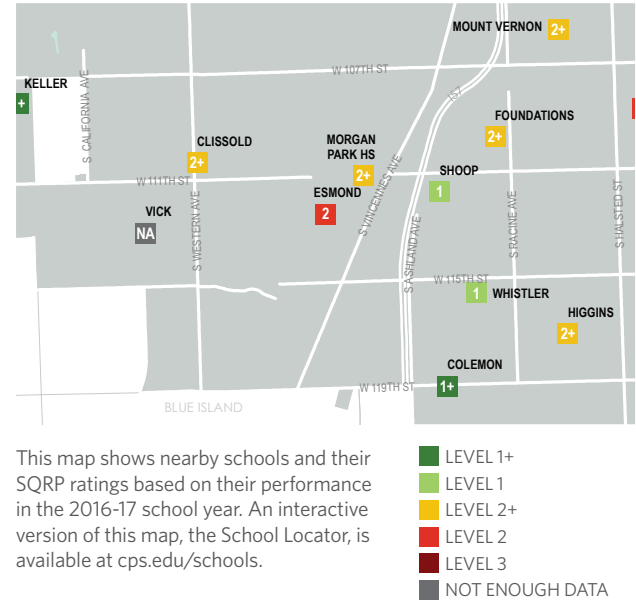 MOUNT VERNON 2+
W 107TH ST
KELLER
+
S CALIFORNIA AVE
I57
FOUNDATIONS
2+
CLISSOLD
2+
MORGAN
PARK HS
2+
SHOOP
1
W 111TH ST
ESMOND
2
VICK
NA
S WESTERN AVE
S VINCENNES AVE
S ASHLAND AVE
S RACINE AVE
S HALSTED ST
W 115TH ST
1 WHISTLER
HIGGINS
2+
COLEMON
1+
W 119TH ST
BLUE ISLAND
This map shows nearby schools and their
SQRP ratings based on their performance
in the 2016-17 school year. An interactive
version of this map, the School Locator, is
available at cps.edu/schools.
LEVEL 1+
LEVEL 1
LEVEL 2+
LEVEL 2
LEVEL 3
NOT ENOUGH DATA